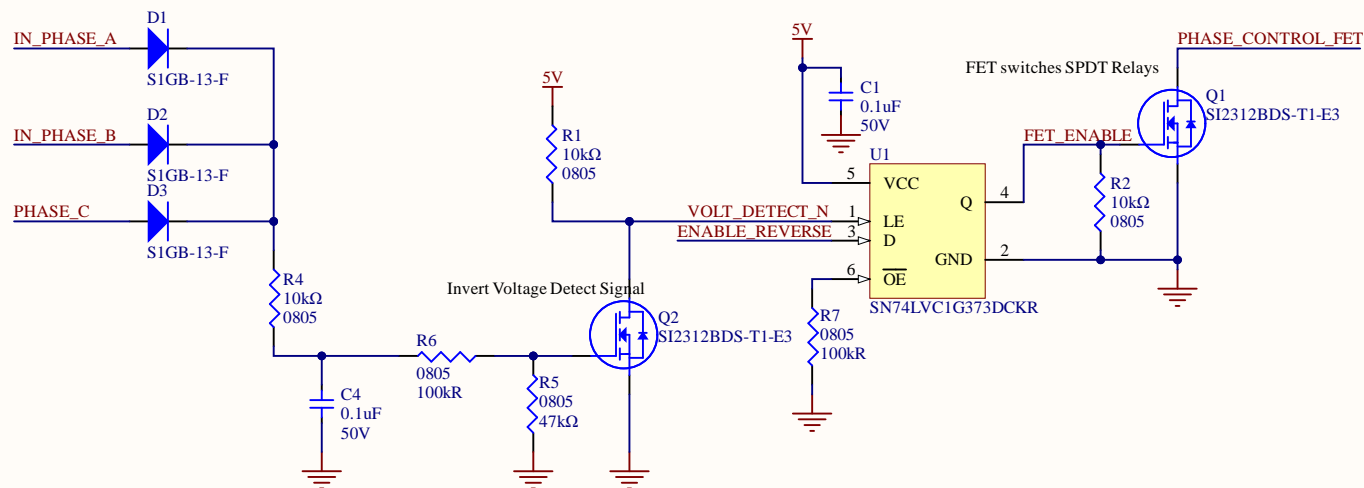 D1
IN_PHASE_A
S1GB-13-F
D2
IN_PHASE_B
S1GB-13-F
D3
PHASE_C
S1GB-13-F
R4
10kΩ
0805
C4
0.1uF
50V
R6
0805
100kR
R5
0805
47kΩ
5V
R1
10kΩ
0805
Invert Voltage Detect Signal
Q2
SI2312BDS-T1-E3
VOLT_DETECT_N
ENABLE_REVERSE
5V
C1
0.1uF
50V
U1
5
VCC
1
LE
3
D
6
OE
Q
4
GND
2
SN74LVC1G373DCKR
R7
0805
100kR
FET switches SPDT Relays
PHASE_CONTROL_FET
Q1
SI2312BDS-T1-E3
FET_ENABLE
R2
10kΩ
0805